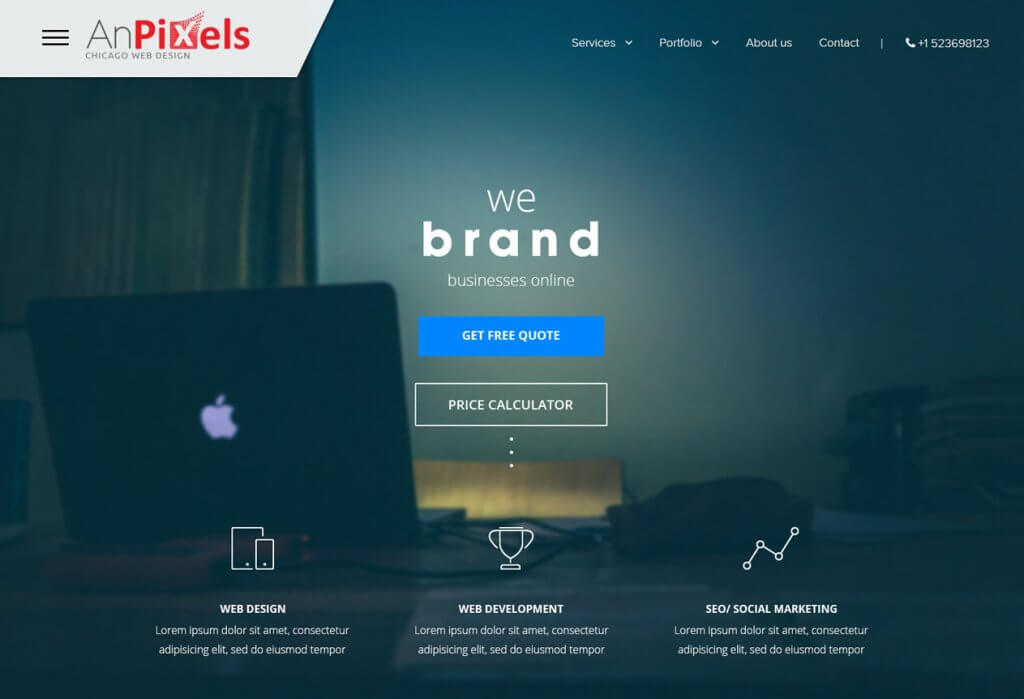 AnPixels
CHICAGO WEB DESIGN
Services Portfolio About us Contact | +1 523698123
we
brand
businesses online
GET FREE QUOTE
PRICE CALCULATOR
WEB DESIGN
Lorem ipsum dolor sit amet, consectetur
adipisicing elit, sed do eiusmod tempor
WEB DEVELOPMENT
Lorem ipsum dolor sit amet, consectetur
adipisicing elit, sed do eiusmod tempor
SEO/ SOCIAL MARKETING
Lorem ipsum dolor sit amet, consectetur
adipisicing elit, sed do eiusmod tempor